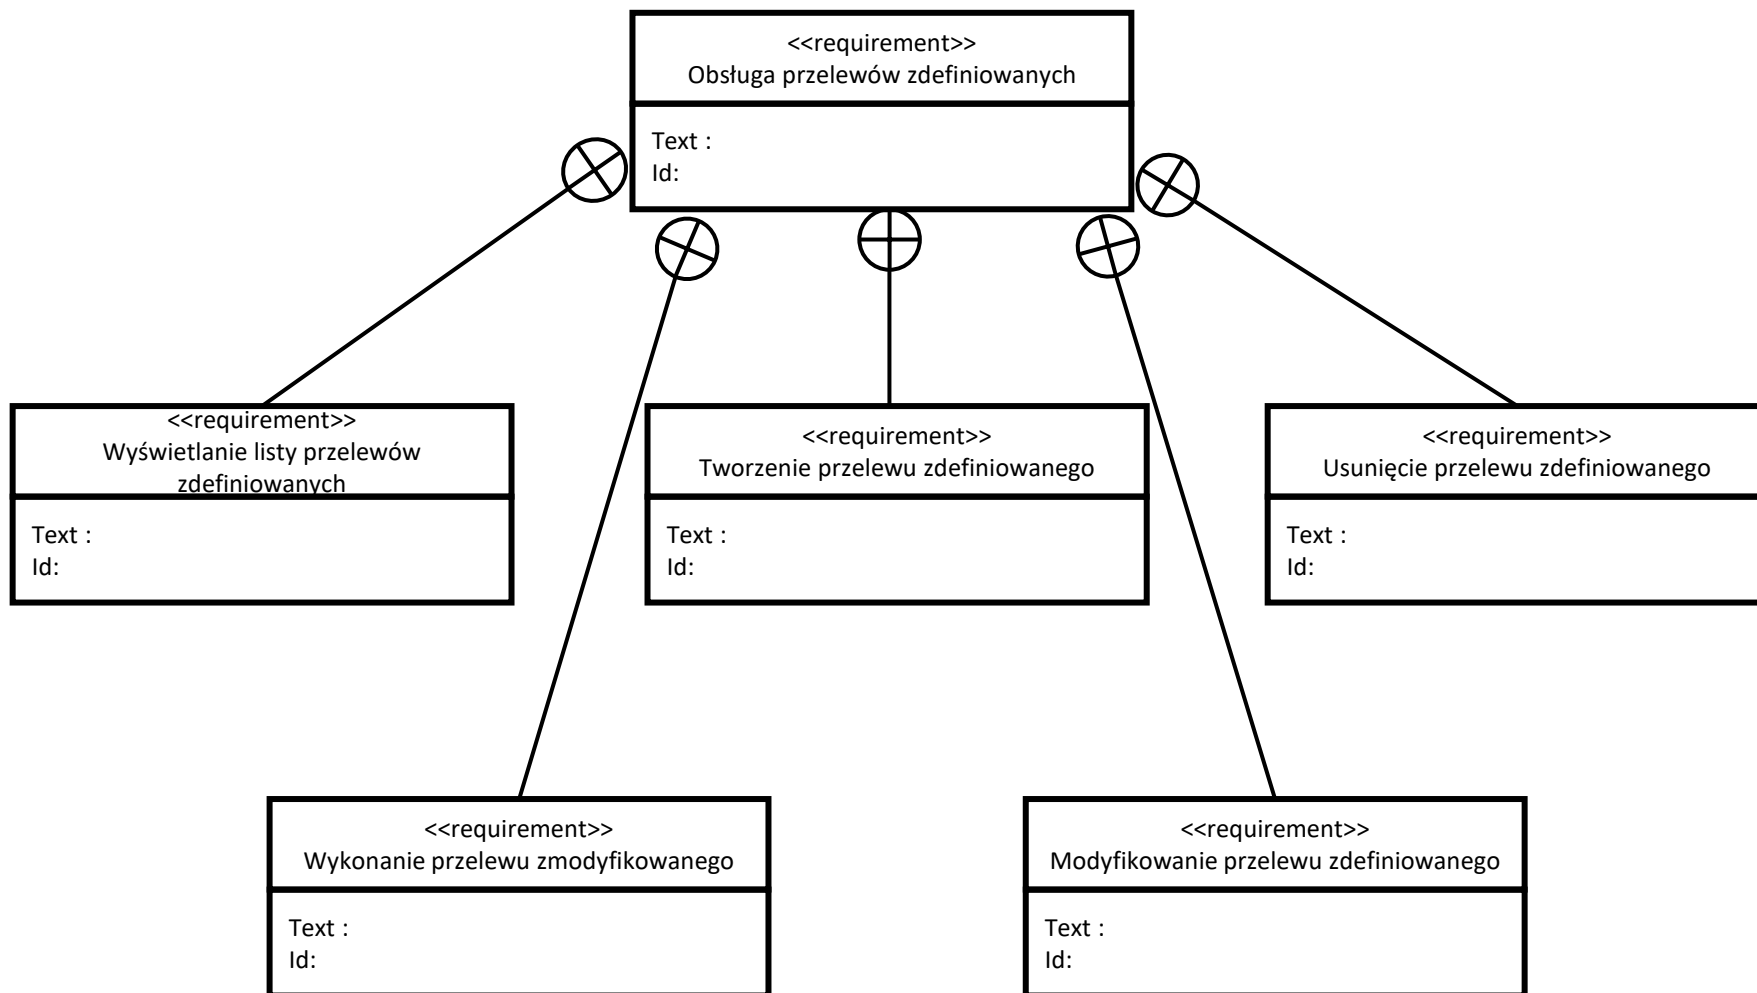 <<requirement>>
Obsługa przelewów zdefiniowanych
Text :
Id:
<<requirement>>
Wyświetlanie listy przelewów
zdefiniowanych
Text :
Id:
<<requirement>>
Tworzenie przelewu zdefiniowanego
Text :
Id:
<<requirement>>
Usunięcie przelewu zdefiniowanego
Text :
Id:
<<requirement>>
Wykonanie przelewu zmodyfikowanego
Text :
Id:
<<requirement>>
Modyfikowanie przelewu zdefiniowanego
Text :
Id: